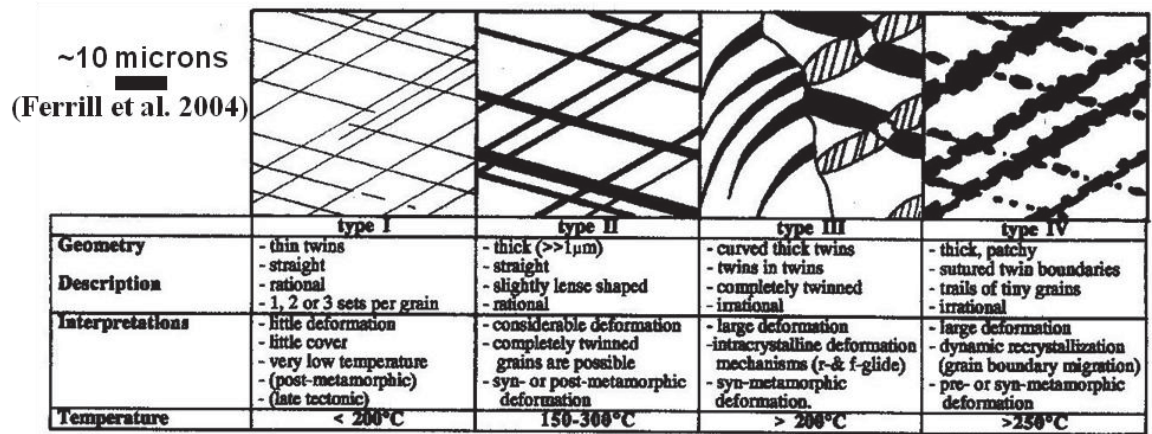 ~10 microns
(Ferrill et al. 2004)
type I type II type III type IV
Geometry - thin twins - thick (>>1µm) - curved thick twins - thick, patchy
- straight - straight - twins in twins - sutured twin boundaries
Description - rational - slightly lense shaped - completely twinned - trails of tiny grains
- 1, 2 or 3 sets per grain - rational - irrational - irrational
Interpretations - little deformation - considerable deformation - large deformation - large deformation
- little cover - completely twinned -intracrystalline deformation - dynamic recrystallization
- very low temperature grains are possible mechanisms (r-& f-glide) (grain boundary migration)
- (post-metamorphic) - syn- or post-metamorphic - syn-metamorphic - pre- or syn-metamorphic
- (late tectonic) deformation deformation. deformation
Temperature < 200°C 150-300°C > 200°C >250°C